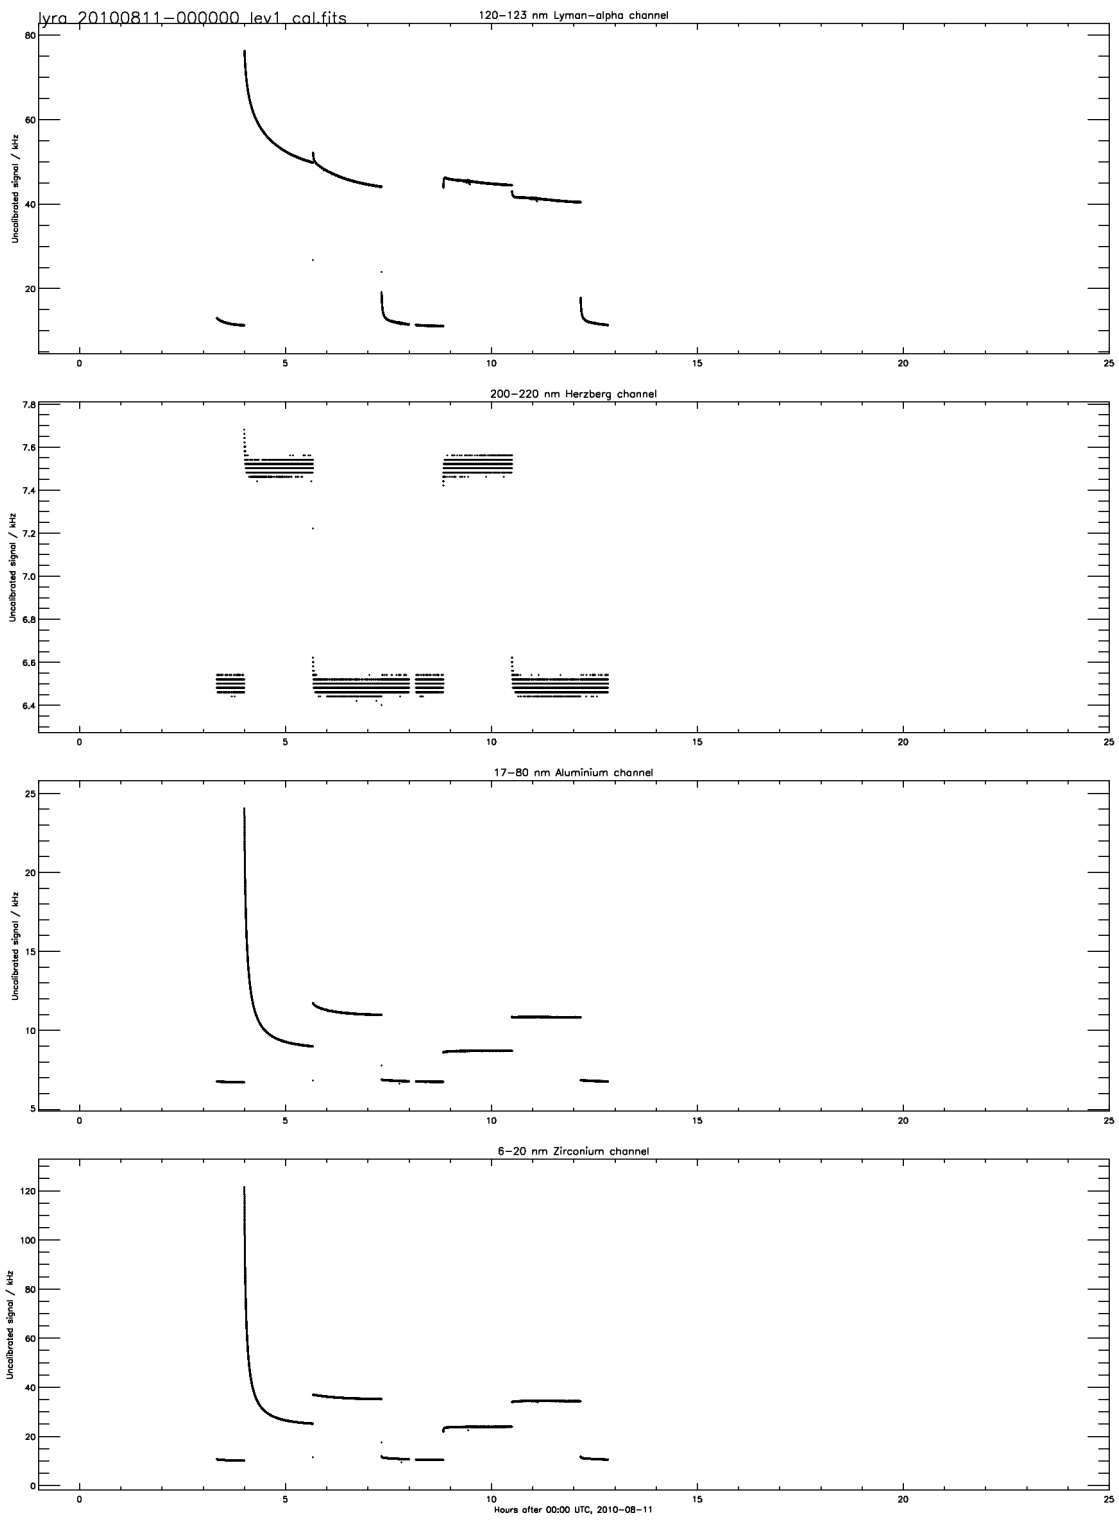 lyra_20100811-000000_lev1_cal.fits
120-123 nm Lyman-alpha channel
80
60
40
20
Uncalibrated signal / kHz
0 5 10 15 20 25
200-220 nm Herzberg channel
7.8
7.6
7.4
7.2
7.0
6.8
6.6
6.4
Uncalibrated signal / kHz
0 5 10 15 20 25
17-80 nm Aluminium channel
25
20
15
10
5
Uncalibrated signal / kHz
0 5 10 15 20 25
6-20 nm Zirconium channel
120
100
80
60
40
20
0
Uncalibrated signal / kHz
0 5 10 15 20 25
Hours after 00:00 UTC, 2010-08-11